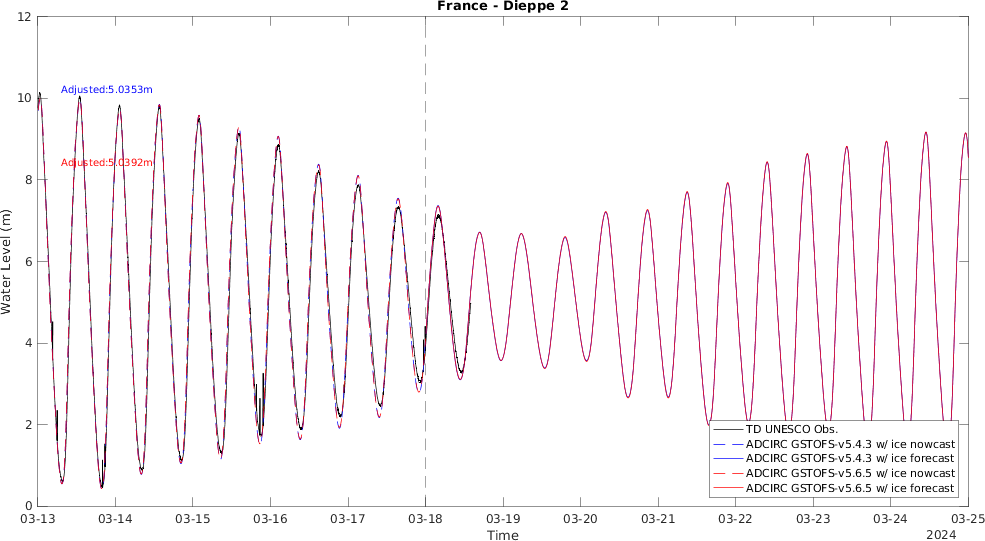 France - Dieppe 2
12
10
8
6
4
2
0
Water Level (m)
Adjusted:5.0353m
Adjusted:5.0392m
TD UNESCO Obs.
ADCIRC GSTOFS-v5.4.3 w/ ice nowcast
ADCIRC GSTOFS-v5.4.3 w/ ice forecast
ADCIRC GSTOFS-v5.6.5 w/ ice nowcast
ADCIRC GSTOFS-v5.6.5 w/ ice forecast
03-13 03-14 03-15 03-16 03-17 03-18 03-19 03-20 03-21 03-22 03-23 03-24 03-25
Time
2024